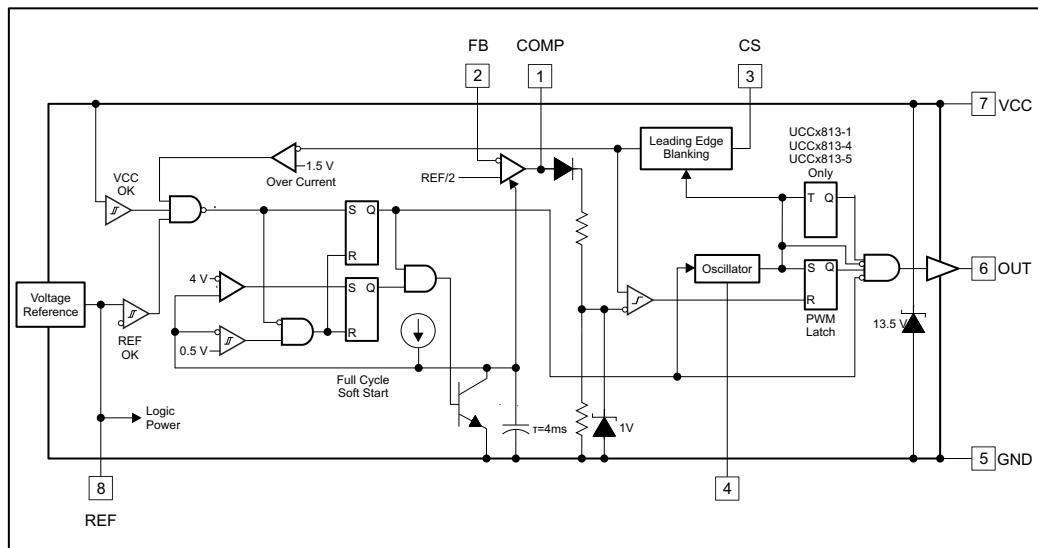 FB
COMP
CS
2
1
3
7
VCC
UCCx813-1
UCCx813-4
UCCx813-5
Only
Leading Edge
Blanking
1.5 V
Over Current
VCC
OK
REF/2
T Q
S Q
R
4 V
S Q
R
Oscillator
S Q
R
PWM
Latch
6
OUT
Voltage
Reference
REF
OK
0.5 V
13.5 V
Full Cycle
Soft Start
Logic
Power
τ=4ms
1V
8
REF
4
5
GND